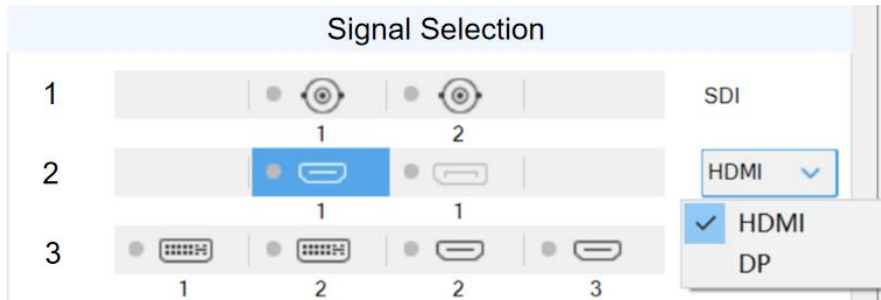 Signal Selection
1 SDI
1 2
2 HDMI
1 1
HDMI
3
DP
1 2 2 3